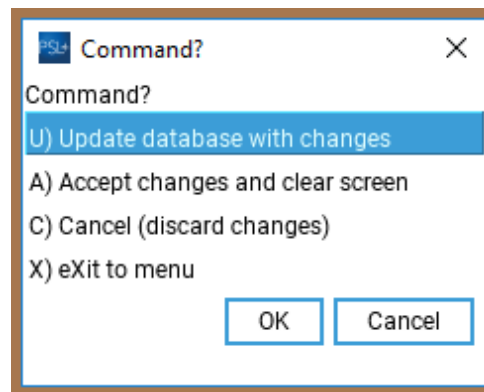 PSL+ Command?
Command?
U) Update database with changes
A) Accept changes and clear screen
C) Cancel (discard changes)
X) eXit to menu
OK Cancel